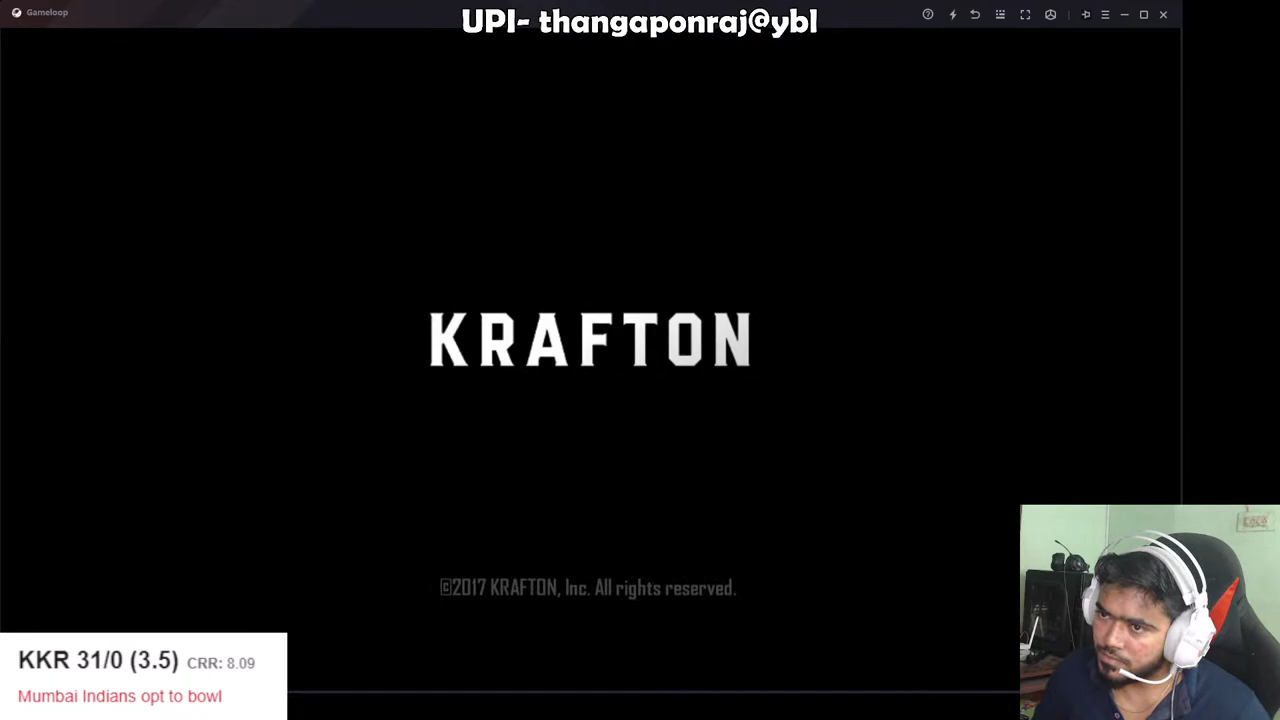 Gameloop
UPI- thangaponraj@ybl
KRAFTON
©2017 KRAFTON, Inc. All rights reserved.
KKR 31/0 (3.5) CRR: 8.09
Mumbai Indians opt to bowl